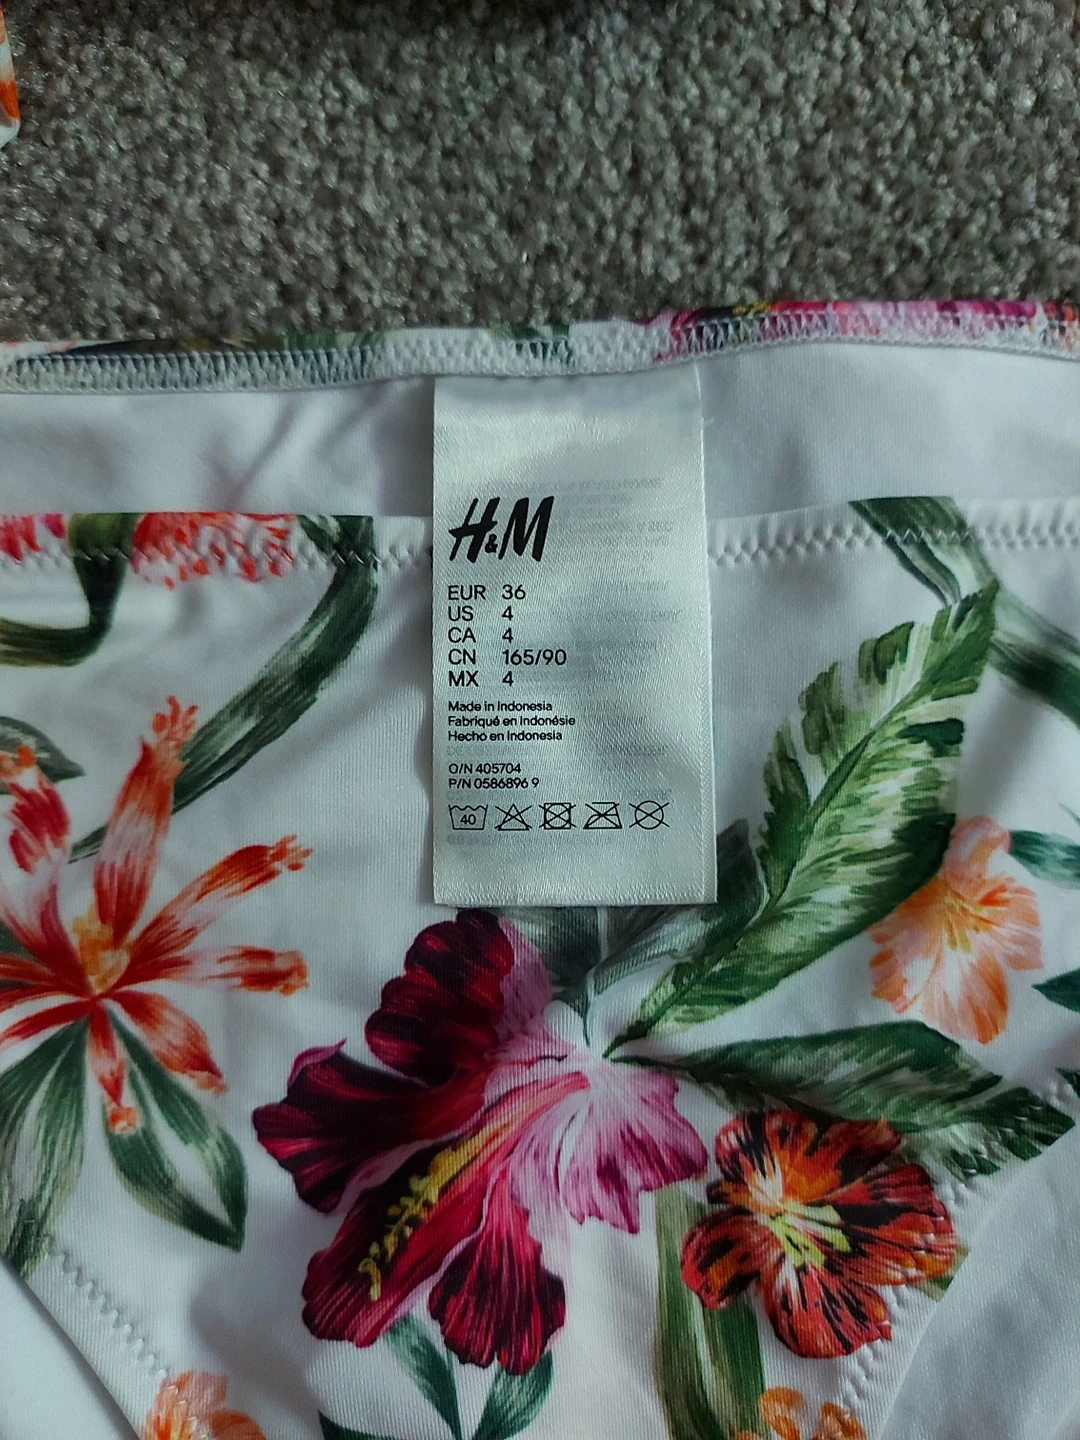 H&M
EUR 36
US 4
CA 4
CN 165/90
MX 4
Made in Indonesia
Fabriqué en Indonésie
Hecho en Indonesia
O/N 405704
P/N 0586896 9
40